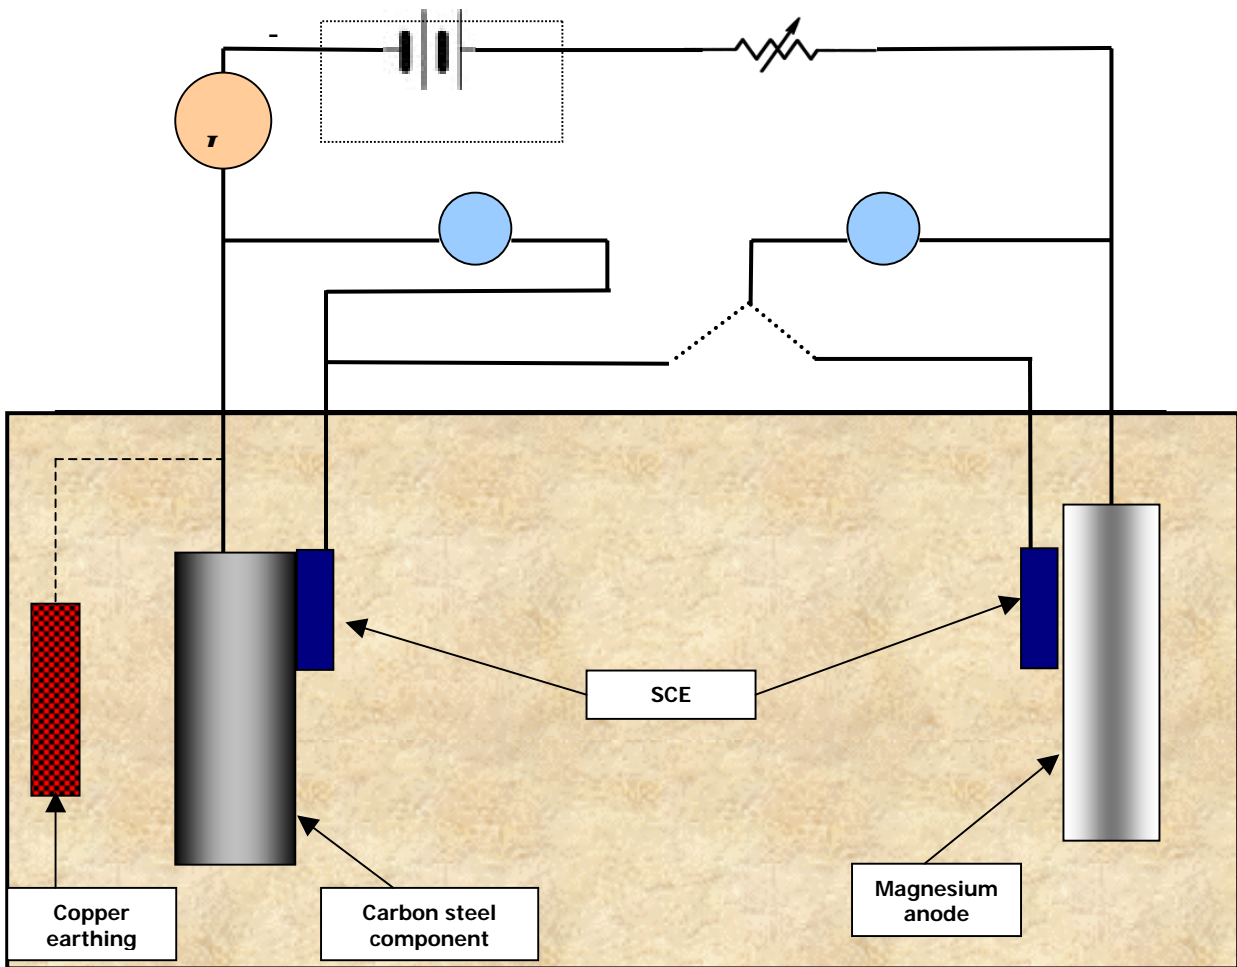 -
SCE
Magnesium
anode
Copper
earthing
Carbon steel
component